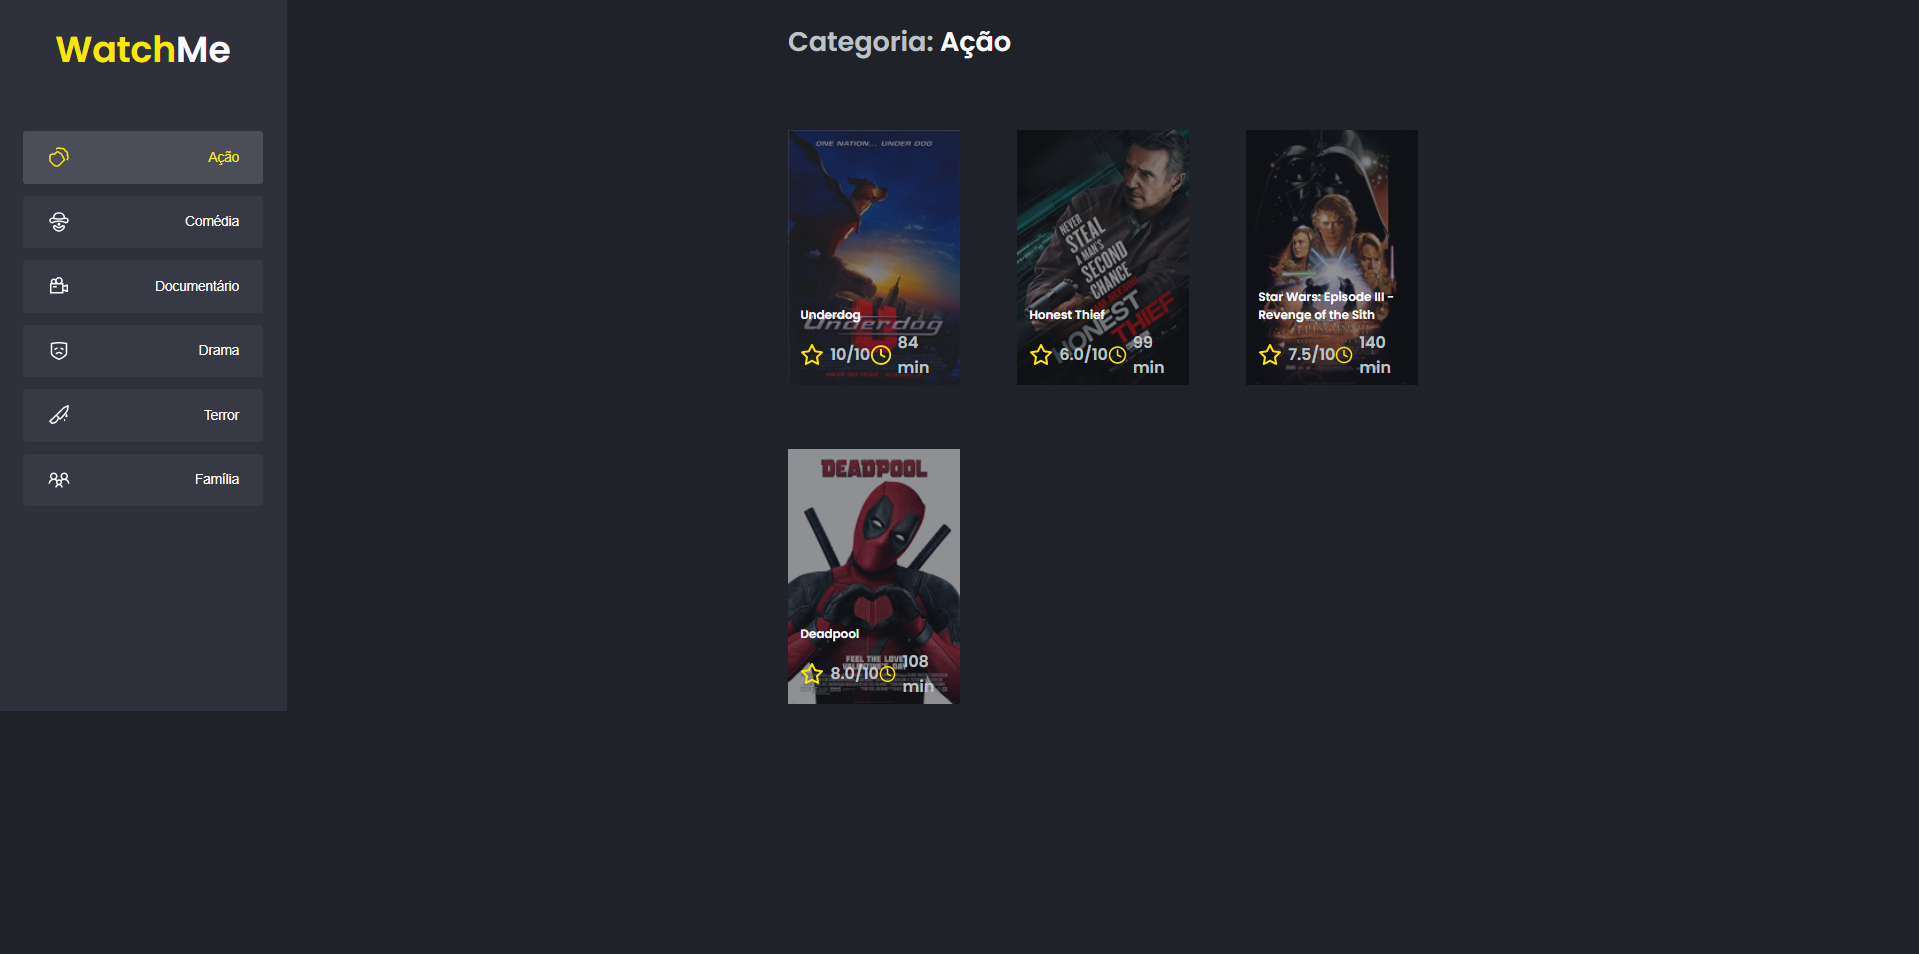 WatchMe
Ação
Comédia
Documentário
Drama
Terror
Família
Categoria: Ação
ONE NATION... UNDER DOG
Underdog
Underdog
10/10
84
min
NEVER
STEAL
A MAN'S
SECOND
CHANCE
HONEST
THIEF
Honest Thief
6.0/10
99
min
Star Wars: Episode III -
Revenge of the Sith
7.5/10
140
min
DEADPOOL
Deadpool
FEEL THE LOVE
8.0/10
108
min